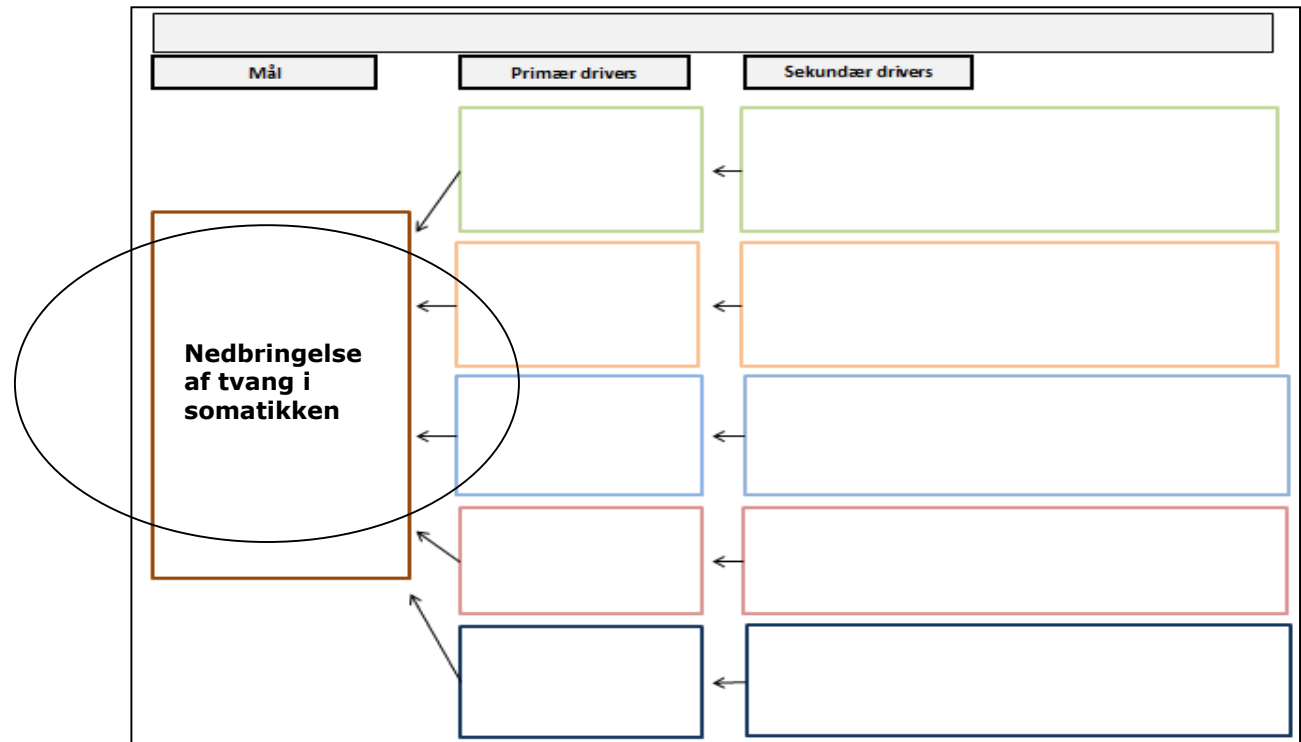 Mål
Primær drivers
Sekundær drivers
Nedbringelse
af tvang i
somatikken